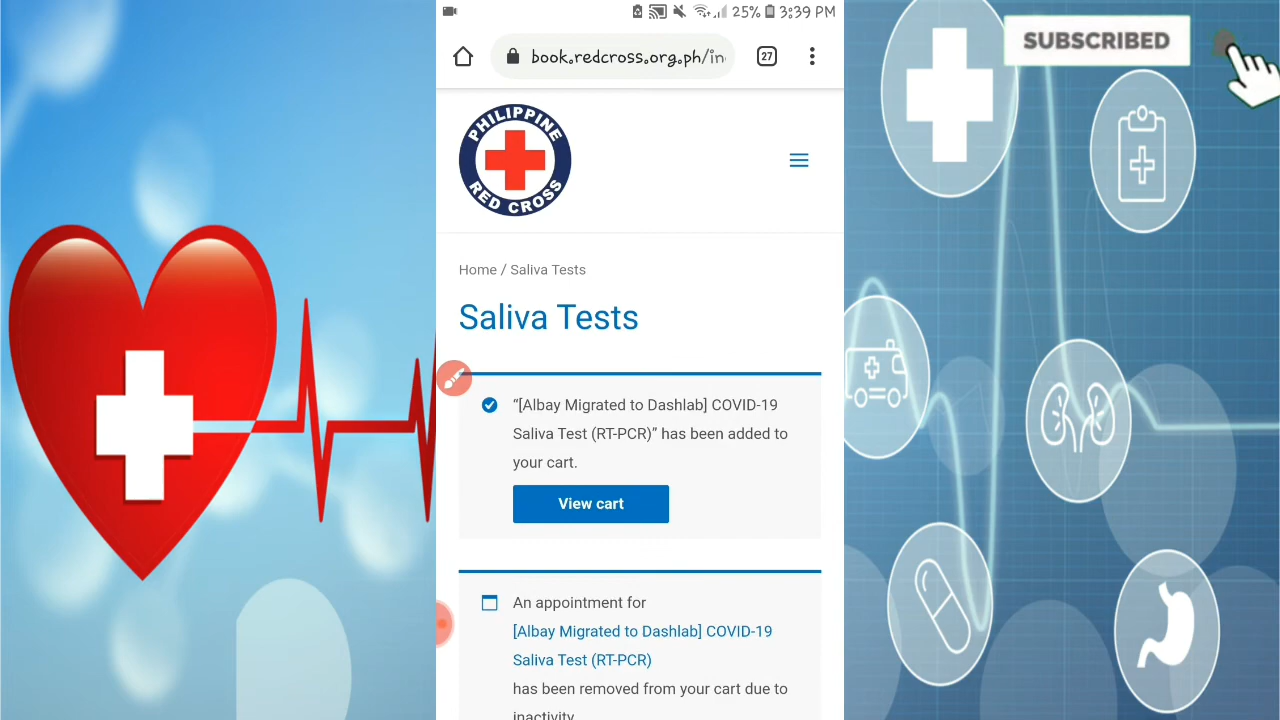 25% 3:39 PM
SUBSCRIBED
book.redcross.org.ph/in
27
PHILIPPINE
RED CROSS
Home / Saliva Tests
Saliva Tests
“[Albay Migrated to Dashlab] COVID-19
Saliva Test (RT-PCR)” has been added to
your cart.
View cart
An appointment for
[Albay Migrated to Dashlab] COVID-19
Saliva Test (RT-PCR)
has been removed from your cart due to
inactivity